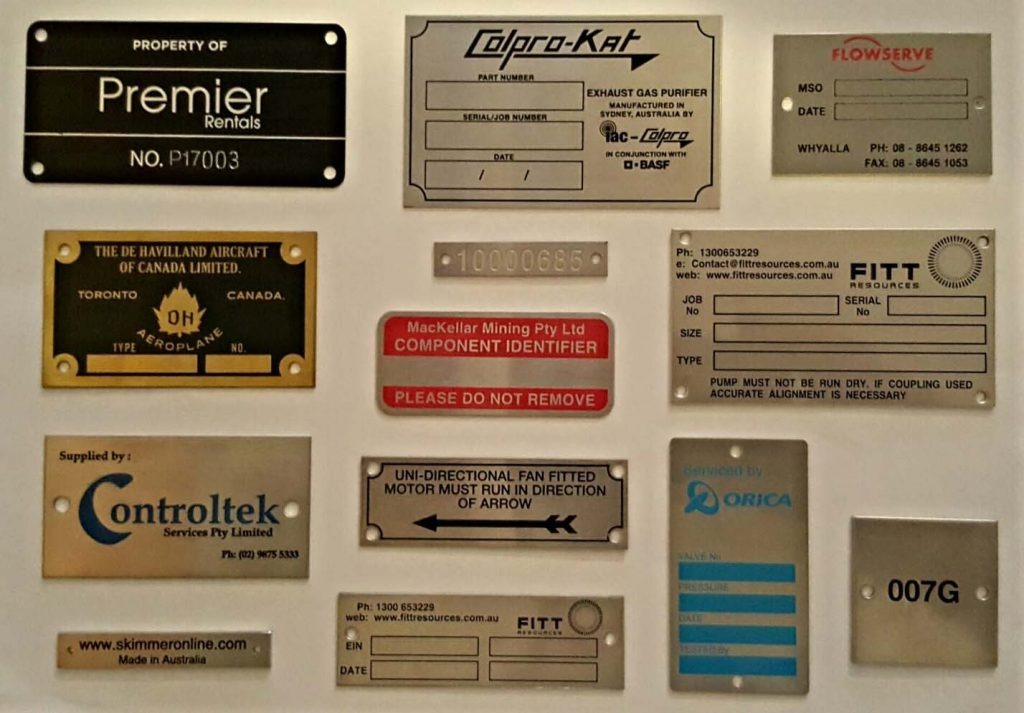 PROPERTY OF
Premier
Rentals
NO. P17003
Colpro-Kat
PART NUMBER
SERIAL/JOB NUMBER
DATE
/ /
EXHAUST GAS PURIFIER
MANUFACTURED IN
SYDNEY, AUSTRALIA BY
iac-Colpro
IN CONJUNCTION WITH
BASF
FLOWSERVE
MSO
DATE
WHYALLA PH: 08 - 8645 1262
FAX: 08 - 8645 1053
THE DE HAVILLAND AIRCRAFT
OF CANADA LIMITED.
TORONTO CANADA.
DH
AEROPLANE
TYPE NO.
10000685
MacKellar Mining Pty Ltd
COMPONENT IDENTIFIER
PLEASE DO NOT REMOVE
Ph: 1300653229
e: Contact@fittresources.com.au
web: www.fittresources.com.au
FITT
RESOURCES
JOB No
SERIAL No
SIZE
TYPE
PUMP MUST NOT BE RUN DRY. IF COUPLING USED
ACCURATE ALIGNMENT IS NECESSARY
Supplied by :
Controltek
Services Pty Limited
Ph: (02) 9875 5333
UNI-DIRECTIONAL FAN FITTED
MOTOR MUST RUN IN DIRECTION
OF ARROW
Serviced by
ORICA
VALVE No
PRESSURE
DATE
TESTED By
007G
www.skimmeronline.com
Made in Australia
Ph: 1300 653229
web: www.fittresources.com.au
FITT
RESOURCES
EIN
DATE